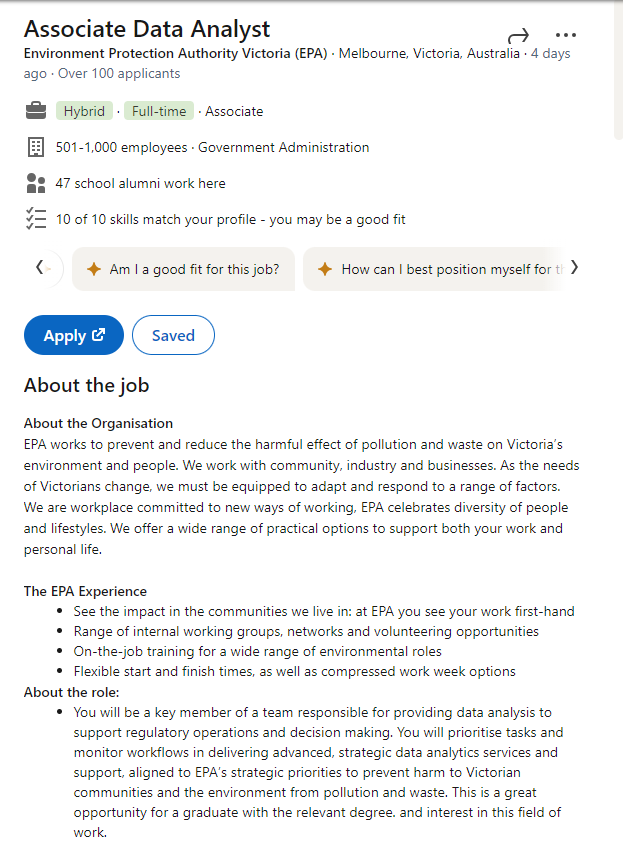 Associate Data Analyst
Environment Protection Authority Victoria (EPA) · Melbourne, Victoria, Australia · 4 days
ago · Over 100 applicants
Hybrid · Full-time · Associate
501-1,000 employees · Government Administration
47 school alumni work here
10 of 10 skills match your profile - you may be a good fit
Am I a good fit for this job?
How can I best position myself for
Apply
Saved
About the job
About the Organisation
EPA works to prevent and reduce the harmful effect of pollution and waste on Victoria's
environment and people. We work with community, industry and businesses. As the needs
of Victorians change, we must be equipped to adapt and respond to a range of factors.
We are workplace committed to new ways of working, EPA celebrates diversity of people
and lifestyles. We offer a wide range of practical options to support both your work and
personal life.
The EPA Experience
• See the impact in the communities we live in: at EPA you see your work first-hand
• Range of internal working groups, networks and volunteering opportunities
• On-the-job training for a wide range of environmental roles
• Flexible start and finish times, as well as compressed work week options
About the role:
• You will be a key member of a team responsible for providing data analysis to
support regulatory operations and decision making. You will prioritise tasks and
monitor workflows in delivering advanced, strategic data analytics services and
support, aligned to EPA's strategic priorities to prevent harm to Victorian
communities and the environment from pollution and waste. This is a great
opportunity for a graduate with the relevant degree. and interest in this field of
work.